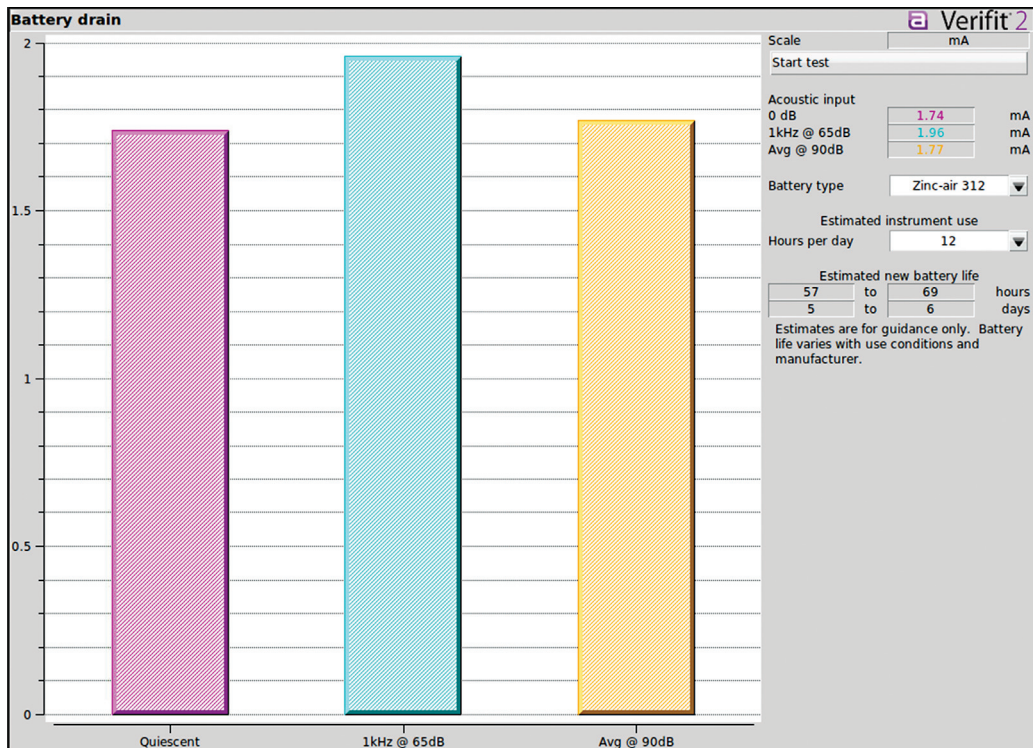 Battery drain
a Verifit® 2
Scale mA
Start test
Acoustic input
0 dB 1.74 mA
1kHz @ 65dB 1.96 mA
Avg @ 90dB 1.77 mA
Battery type Zinc-air 312
Estimated instrument use
Hours per day 12
Estimated new battery life
57 to 69 hours
5 to 6 days
Estimates are for guidance only. Battery
life varies with use conditions and
manufacturer.
2
1.5
1
0.5
0
Quiescent 1kHz @ 65dB Avg @ 90dB